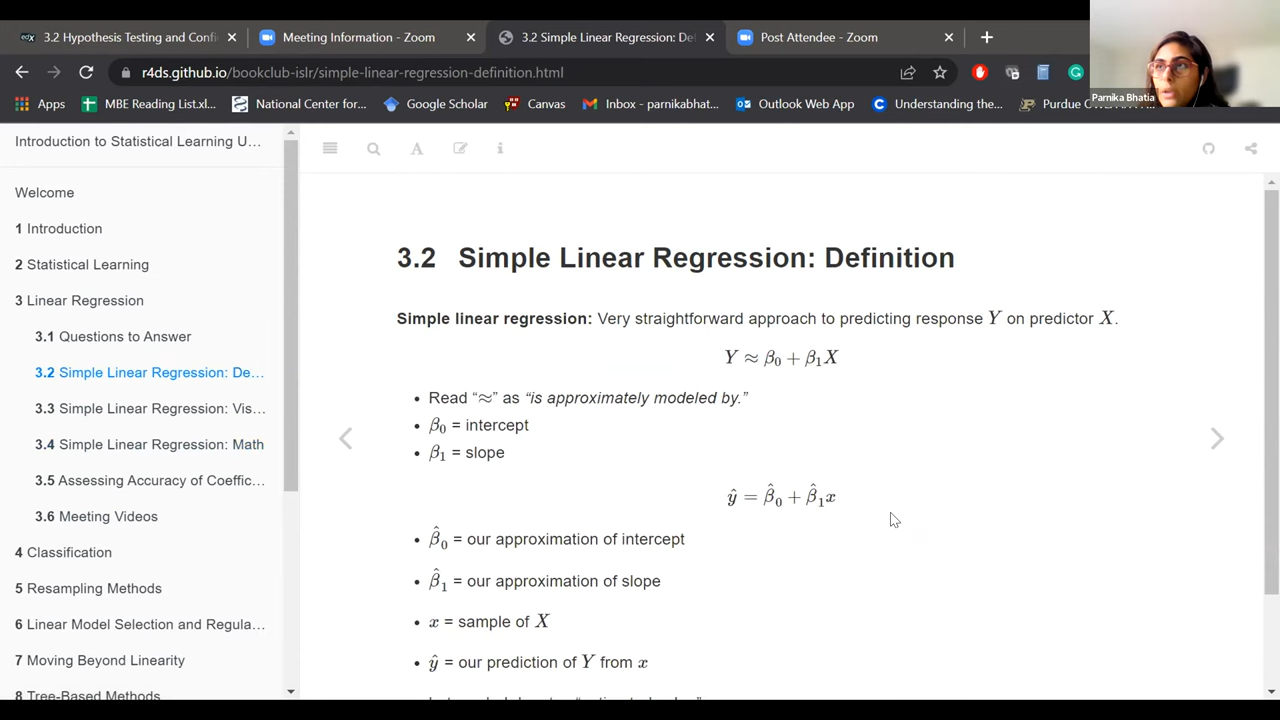 3.2 Hypothesis Testing and Confi
Meeting Information - Zoom
3.2 Simple Linear Regression: De
Post Attendee - Zoom
r4ds.github.io/bookclub-islr/simple-linear-regression-definition.html
Apps
MBE Reading List.xl...
National Center for...
Google Scholar
Canvas
Inbox - parnikabhat...
Outlook Web App
Understanding the...
Purdue
Parnika Bhatia
Introduction to Statistical Learning U...
Welcome
1 Introduction
2 Statistical Learning
3 Linear Regression
3.1 Questions to Answer
3.2 Simple Linear Regression: De...
3.3 Simple Linear Regression: Vis...
3.4 Simple Linear Regression: Math
3.5 Assessing Accuracy of Coeffic...
3.6 Meeting Videos
4 Classification
5 Resampling Methods
6 Linear Model Selection and Regula...
7 Moving Beyond Linearity
8 Tree-Based Methods
3.2 Simple Linear Regression: Definition
Simple linear regression: Very straightforward approach to predicting response Y on predictor X.
Y ≈ β₀ + β₁X
• Read “≈” as “is approximately modeled by.”
• β₀ = intercept
• β₁ = slope
ŷ = β̂₀ + β̂₁x
• β̂₀ = our approximation of intercept
• β̂₁ = our approximation of slope
• x = sample of X
• ŷ = our prediction of Y from x